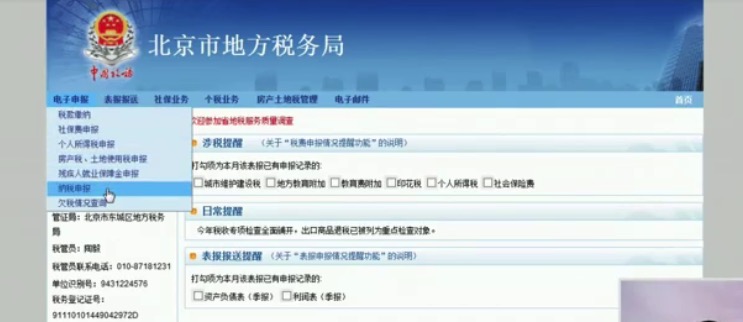 中国税务
北京市地方税务局
电子申报 表报报送 社保业务 个税业务 房产土地税管理 电子邮件 首页
税款缴纳
社保费申报
个人所得税申报
房产税、土地使用税申报
残疾人就业保障金申报
纳税申报
欠税情况查询
欢迎参加省地税服务质量调查
涉税提醒 (关于“税费申报情况提醒功能”的说明)
打勾须为本月该表报已有申报记录的:
城市维护建设税 地方教育附加 教育费附加 印花税 个人所得税 社会保险费
日常提醒
今年税收专项检查全面铺开,出口商品退税已被列为重点检查对象。
表报报送提醒 (关于“表报申报情况提醒功能”的说明)
打勾须为本月该表报已有申报记录的:
资产负债表(季报) 利润表(季报)
管证局:北京市东城区地方税务
局
税管员:陶毅
税管员联系电话:010-87181231
单位识别号:9431224576
税务登记证号:
91110101449042972D